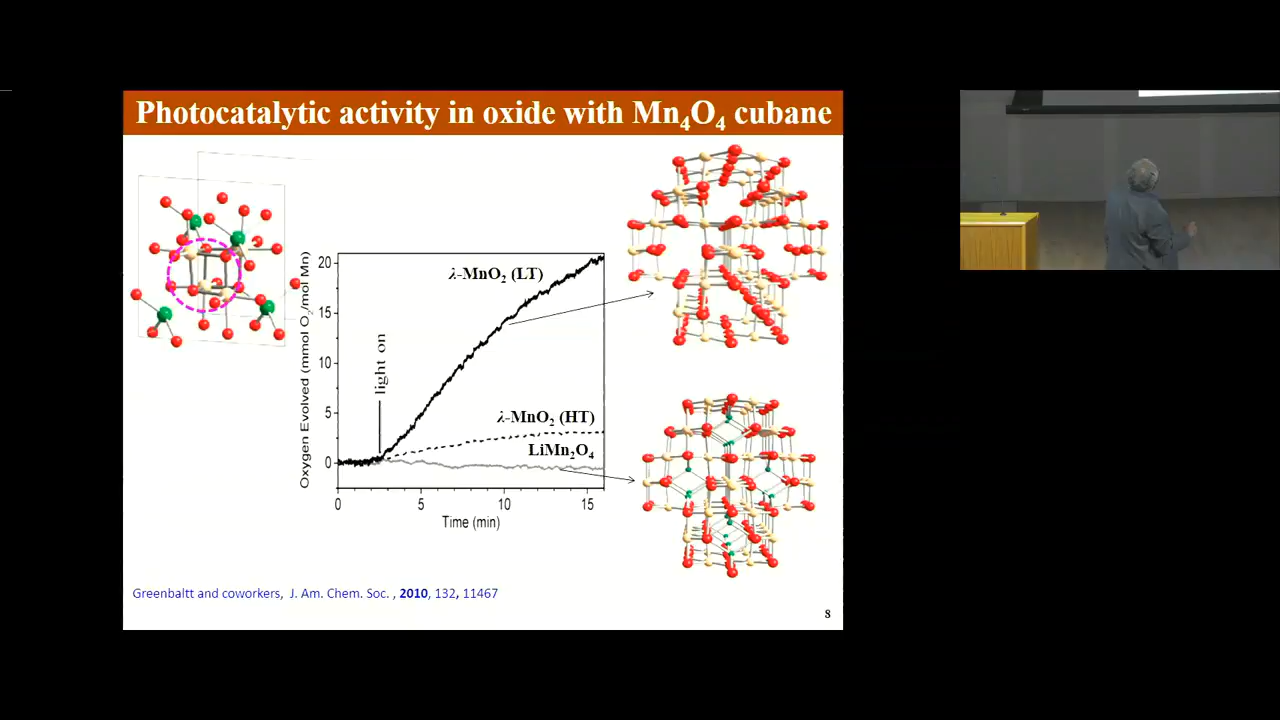 Photocatalytic activity in oxide with Mn₄O₄ cubane
Oxygen Evolved (mmol O₂/mol Mn)
20
15
10
5
0
light on
λ-MnO₂ (LT)
λ-MnO₂ (HT)
LiMn₂O₄
0 5 10 15
Time (min)
Greenbaltt and coworkers, J. Am. Chem. Soc. , 2010, 132, 11467
8